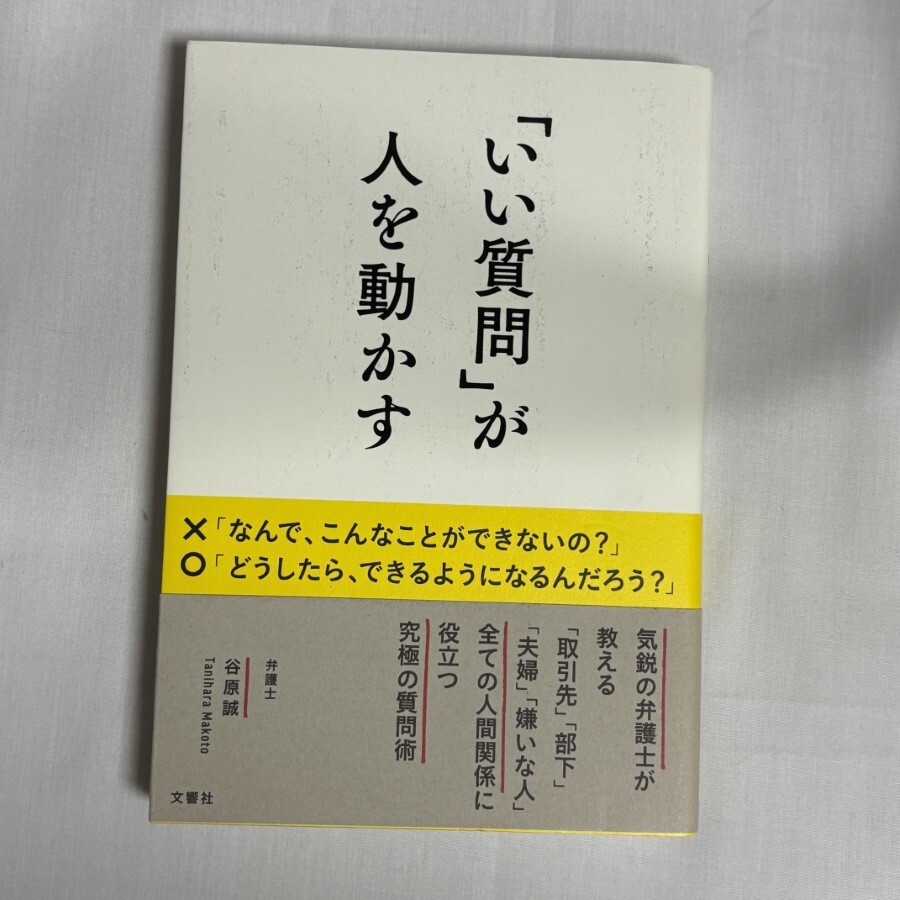 「いい質問」が
人を動かす
×「なんで、こんなことができないの？」
○「どうしたら、できるようになるんだろう？」
気鋭の弁護士が
教える
「取引先」「部下」
「夫婦」「嫌いな人」
全ての人間関係に
役立つ
究極の質問術
弁護士
谷原誠
Tanihara Makoto
文響社